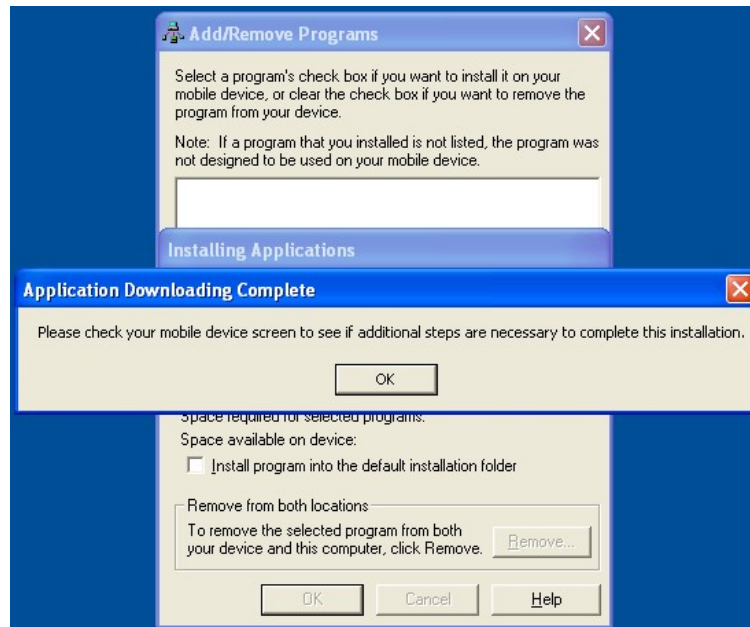 Add/Remove Programs
Select a program's check box if you want to install it on your
mobile device, or clear the check box if you want to remove the
program from your device.
Note: If a program that you installed is not listed, the program was
not designed to be used on your mobile device.
Installing Applications
Application Downloading Complete
Please check your mobile device screen to see if additional steps are necessary to complete this installation.
OK
Space required for selected programs:
Space available on device:
Install program into the default installation folder
Remove from both locations
To remove the selected program from both
your device and this computer, click Remove.
Remove...
OK
Cancel
Help